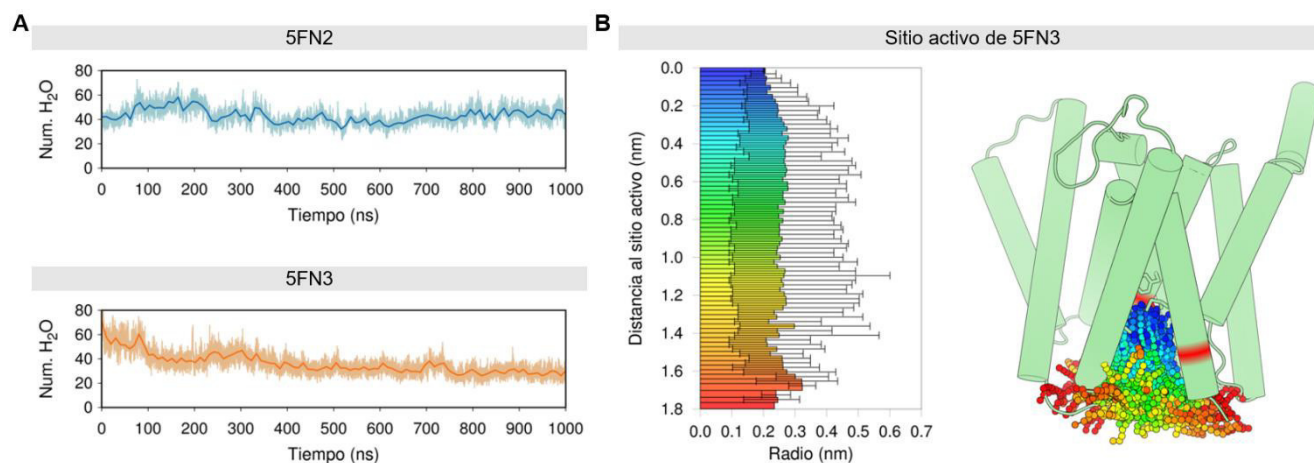 A
5FN2
Num. H₂O
80
60
40
20
0
0 100 200 300 400 500 600 700 800 900 1000
Tiempo (ns)
5FN3
Num. H₂O
80
60
40
20
0
0 100 200 300 400 500 600 700 800 900 1000
Tiempo (ns)
B
Sitio activo de 5FN3
Distancia al sitio activo (nm)
0.0
0.2
0.4
0.6
0.8
1.0
1.2
1.4
1.6
1.8
0.0 0.1 0.2 0.3 0.4 0.5 0.6 0.7
Radio (nm)